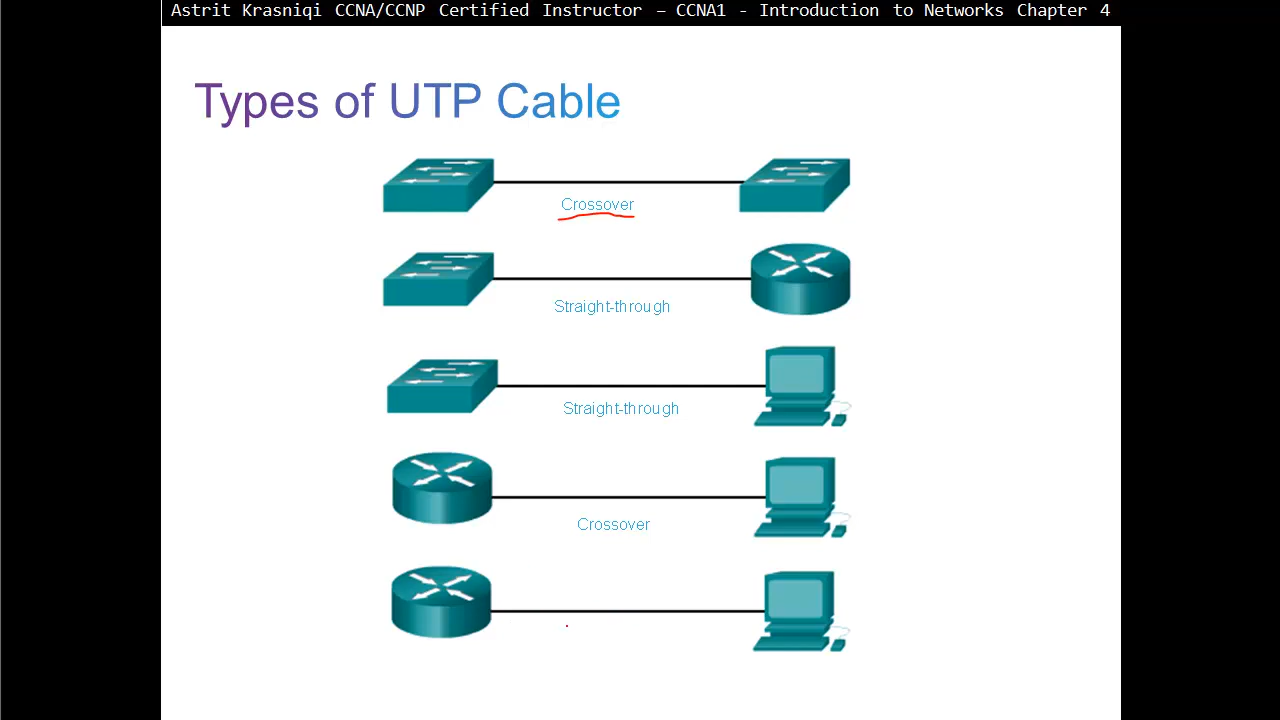 Astrit Krasniqi CCNA/CCNP Certified Instructor – CCNA1 - Introduction to Networks Chapter 4
Types of UTP Cable
Crossover
Straight-through
Straight-through
Crossover